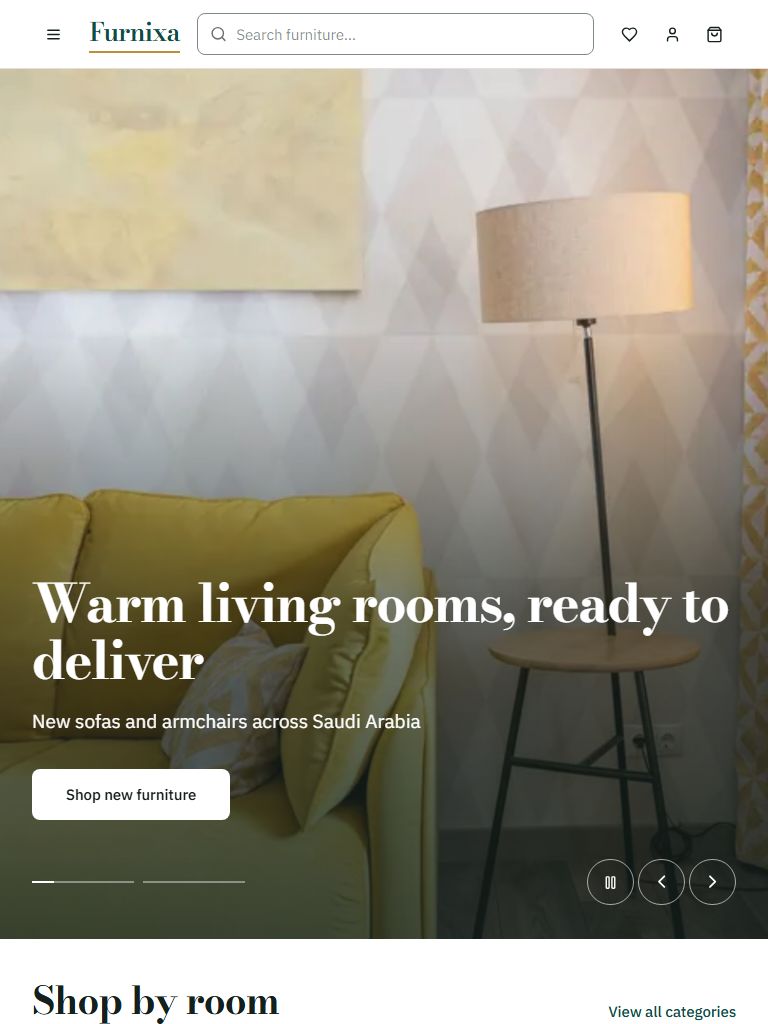 Furnixa
Search furniture...
Warm living rooms, ready to
deliver
New sofas and armchairs across Saudi Arabia
Shop new furniture
Shop by room
View all categories